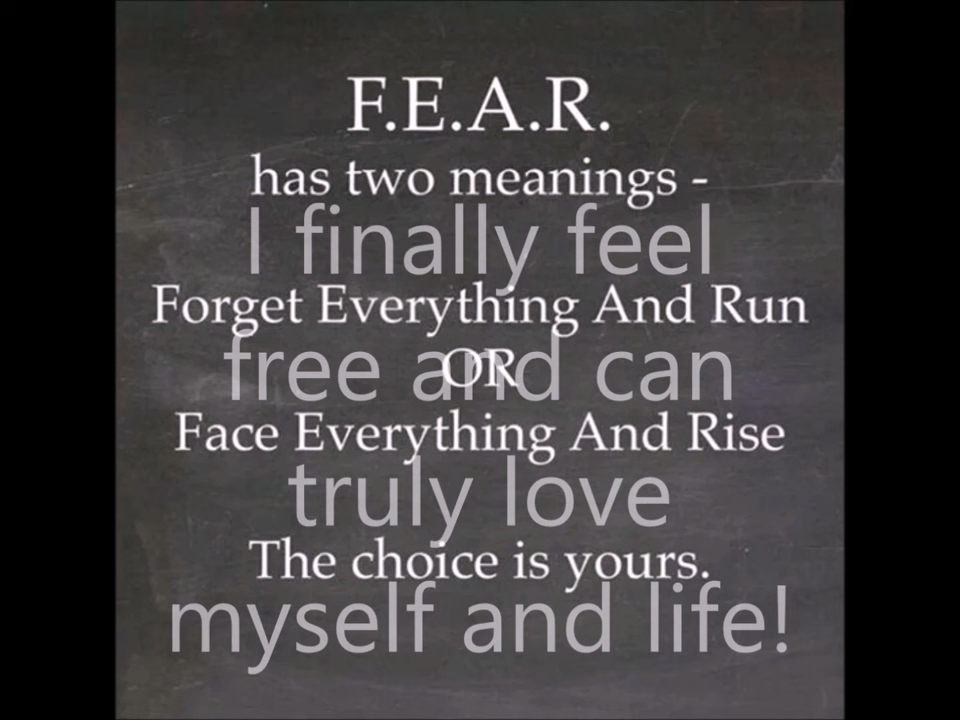 F.E.A.R.
has two meanings -
I finally feel
Forget Everything And Run
free and can
OR
Face Everything And Rise
truly love
The choice is yours.
myself and life!